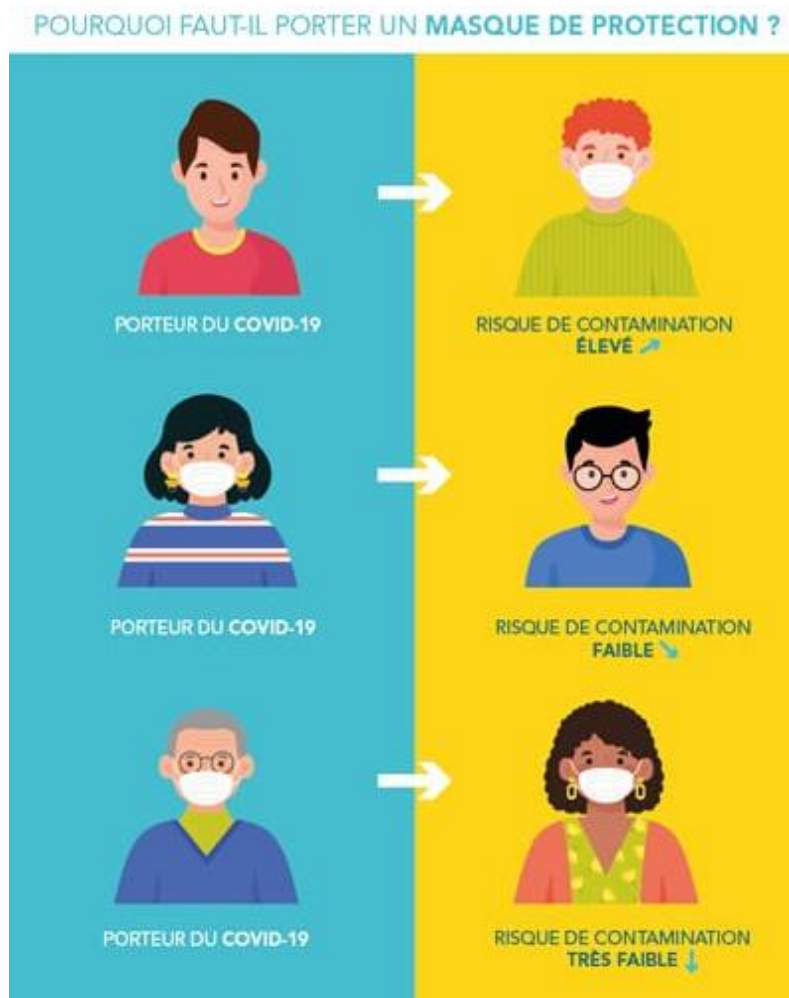 POURQUOI FAUT-IL PORTER UN MASQUE DE PROTECTION ?
PORTEUR DU COVID-19
RISQUE DE CONTAMINATION
ÉLEVÉ
PORTEUR DU COVID-19
RISQUE DE CONTAMINATION
FAIBLE
PORTEUR DU COVID-19
RISQUE DE CONTAMINATION
TRÈS FAIBLE